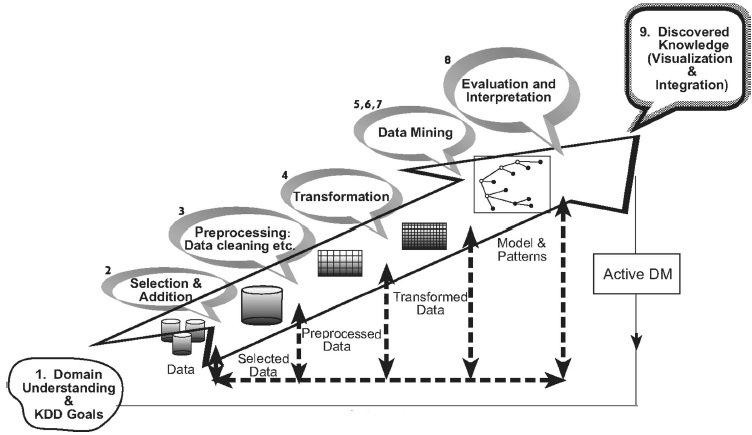 9. Discovered
Knowledge
(Visualization
&
Integration)
8
Evaluation and
Interpretation
5,6,7
Data Mining
4
Transformation
3
Preprocessing:
Data cleaning etc.
2
Selection &
Addition
Model &
Patterns
Active DM
Transformed
Data
Preprocessed
Data
Selected
Data
Data
1. Domain
Understanding
&
KDD Goals